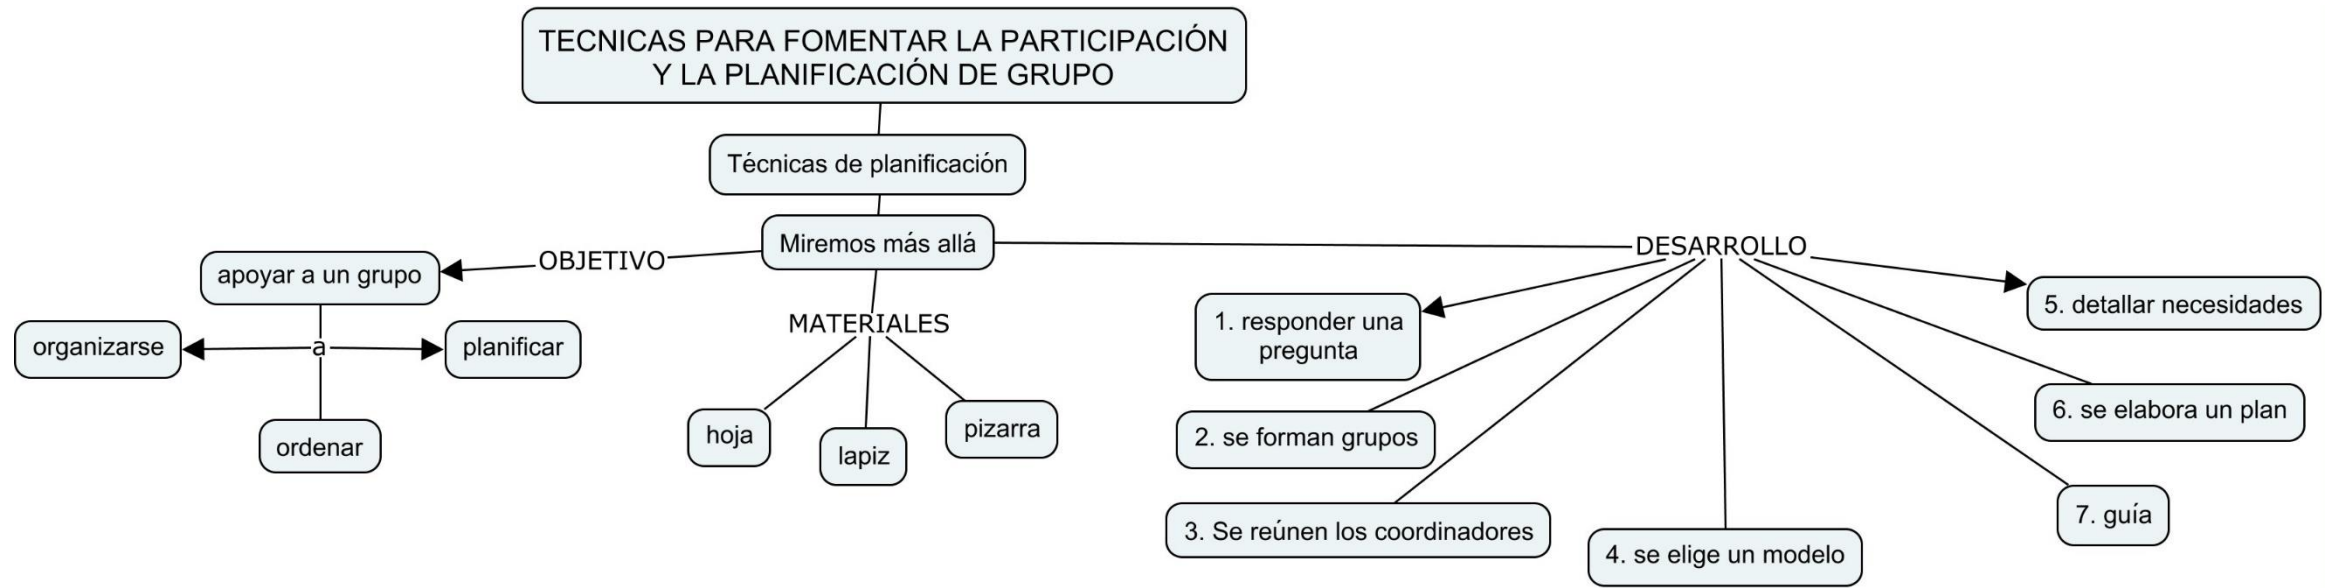 TECNICAS PARA FOMENTAR LA PARTICIPACIÓN
Y LA PLANIFICACIÓN DE GRUPO
Técnicas de planificación
Miremos más allá
OBJETIVO
apoyar a un grupo
a
organizarse
planificar
ordenar
MATERIALES
hoja
lapiz
pizarra
DESARROLLO
1. responder una
pregunta
2. se forman grupos
3. Se reúnen los coordinadores
4. se elige un modelo
5. detallar necesidades
6. se elabora un plan
7. guía